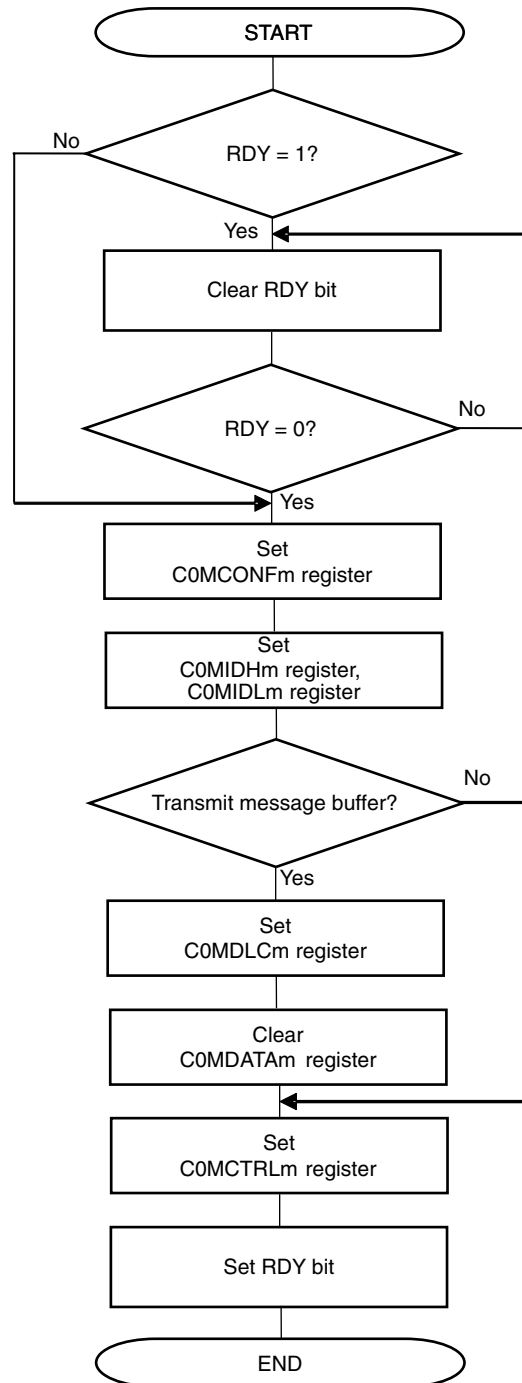 START
No
RDY = 1?
Yes
Clear RDY bit
No
RDY = 0?
Yes
Set
C0MCONFm register
Set
C0MIDHm register,
C0MIDLm register
No
Transmit message buffer?
Yes
Set
C0MDLCm register
Clear
C0MDATAm register
Set
C0MCTRLm register
Set RDY bit
END